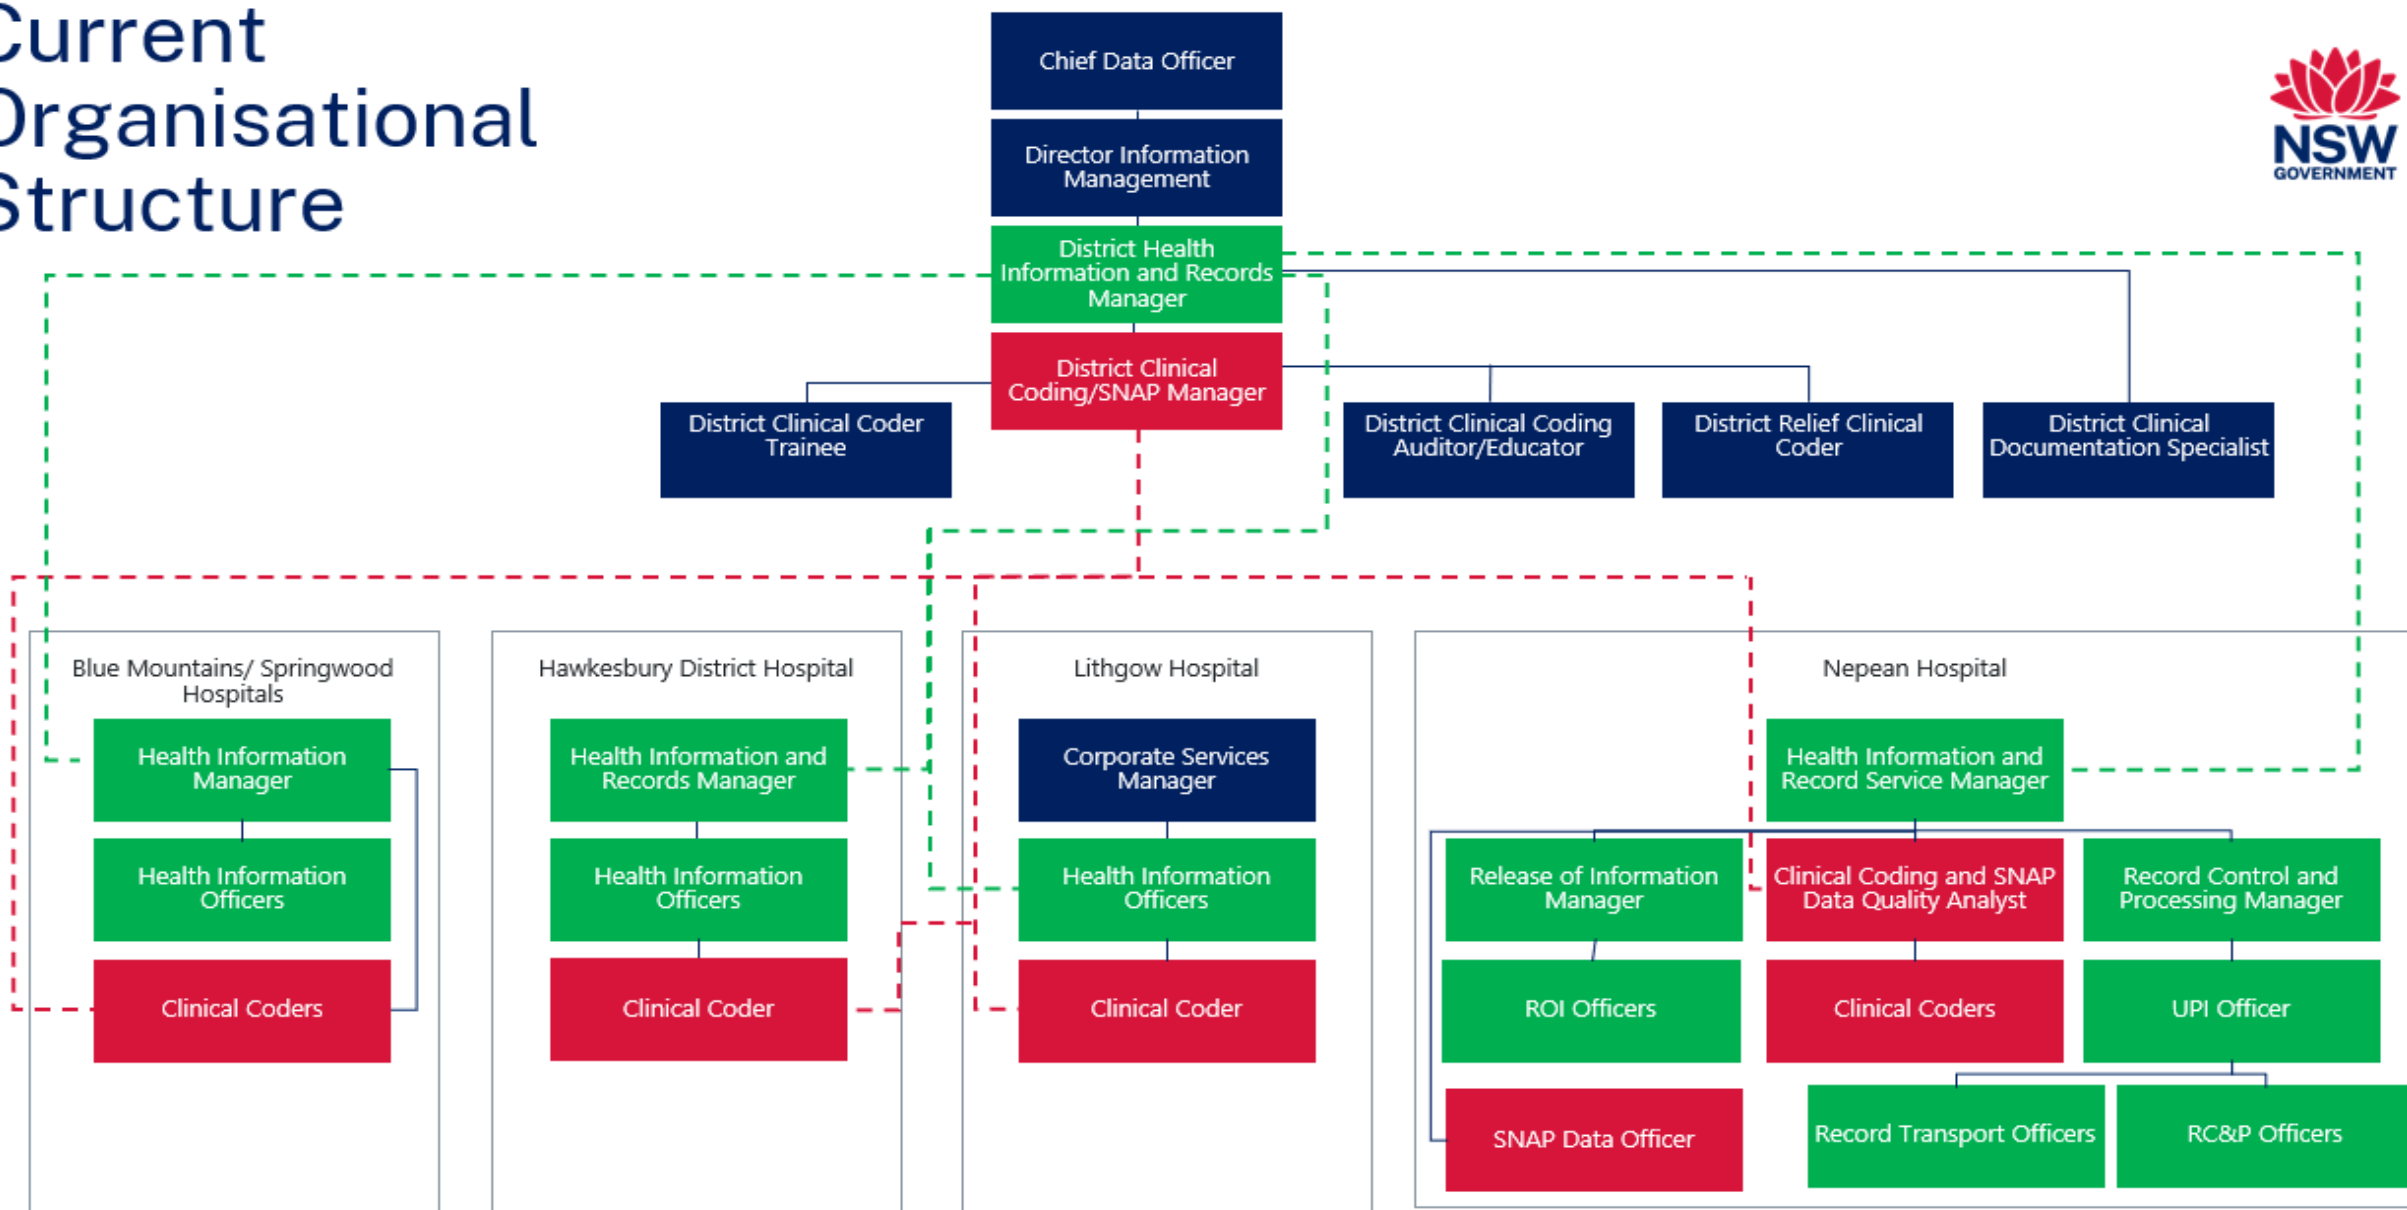 Current
Organisational
Structure
Chief Data Officer
NSW
GOVERNMENT
Director Information
Management
District Health
Information and Records
Manager
District Clinical
Coding/SNAP Manager
District Clinical Coder
Trainee
District Clinical Coding
Auditor/Educator
District Relief Clinical
Coder
District Clinical
Documentation Specialist
Blue Mountains/ Springwood
Hospitals
Health Information
Manager
Health Information
Officers
Clinical Coders
Hawkesbury District Hospital
Health Information and
Records Manager
Health Information
Officers
Clinical Coder
Lithgow Hospital
Corporate Services
Manager
Health Information
Officers
Clinical Coder
Nepean Hospital
Health Information and
Record Service Manager
Release of Information
Manager
Clinical Coding and SNAP
Data Quality Analyst
Record Control and
Processing Manager
ROI Officers
Clinical Coders
UPI Officer
SNAP Data Officer
Record Transport Officers
RC&P Officers